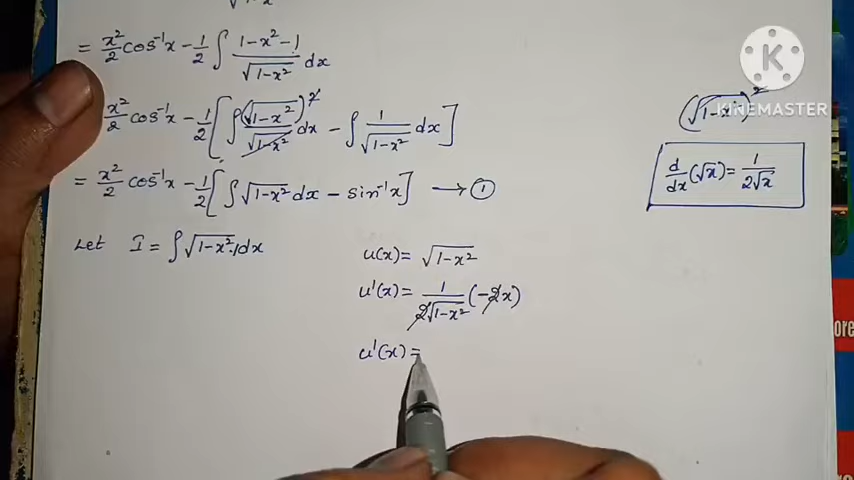 √1-x
= x²/2 cos⁻¹x - 1/2 ∫ (1-x²-1)/√(1-x²) dx
x²/2 cos⁻¹x - 1/2 [∫ (√(1-x²))²/√(1-x²) dx - ∫ 1/√(1-x²) dx]
= x²/2 cos⁻¹x - 1/2 [∫ √(1-x²) dx - sin⁻¹x] → ①
Let I = ∫ √(1-x²)·1 dx
u(x) = √(1-x²)
u'(x) = 1/(2√(1-x²)) (-2x)
u'(x) =
(√(1-x²))²
d/dx (√x) = 1/(2√x)
K
KINEMASTER